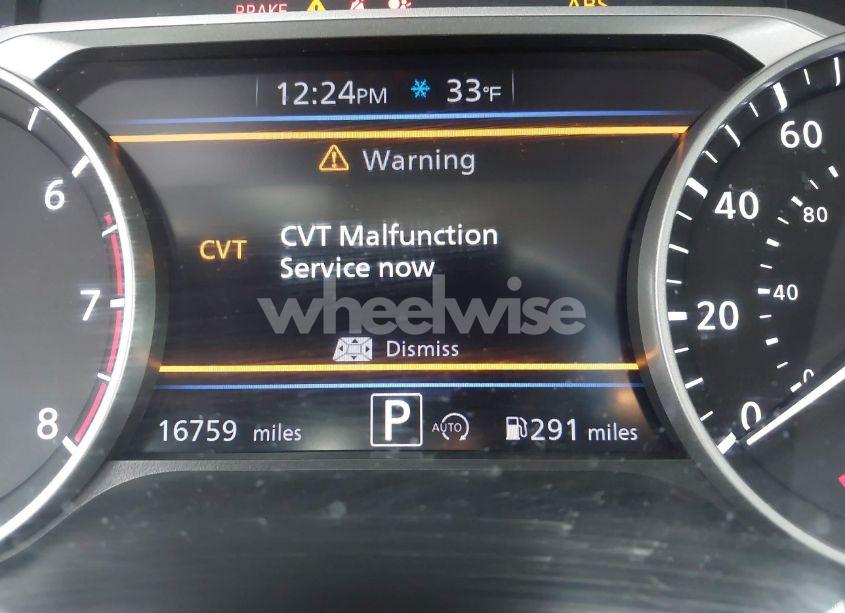 BRAKE ABS
12:24PM 33°F
Warning
CVT
CVT Malfunction
Service now
wheelwise
Dismiss
16759 miles P AUTO 291 miles
6
7
8
60
40
20
0
80
40
0